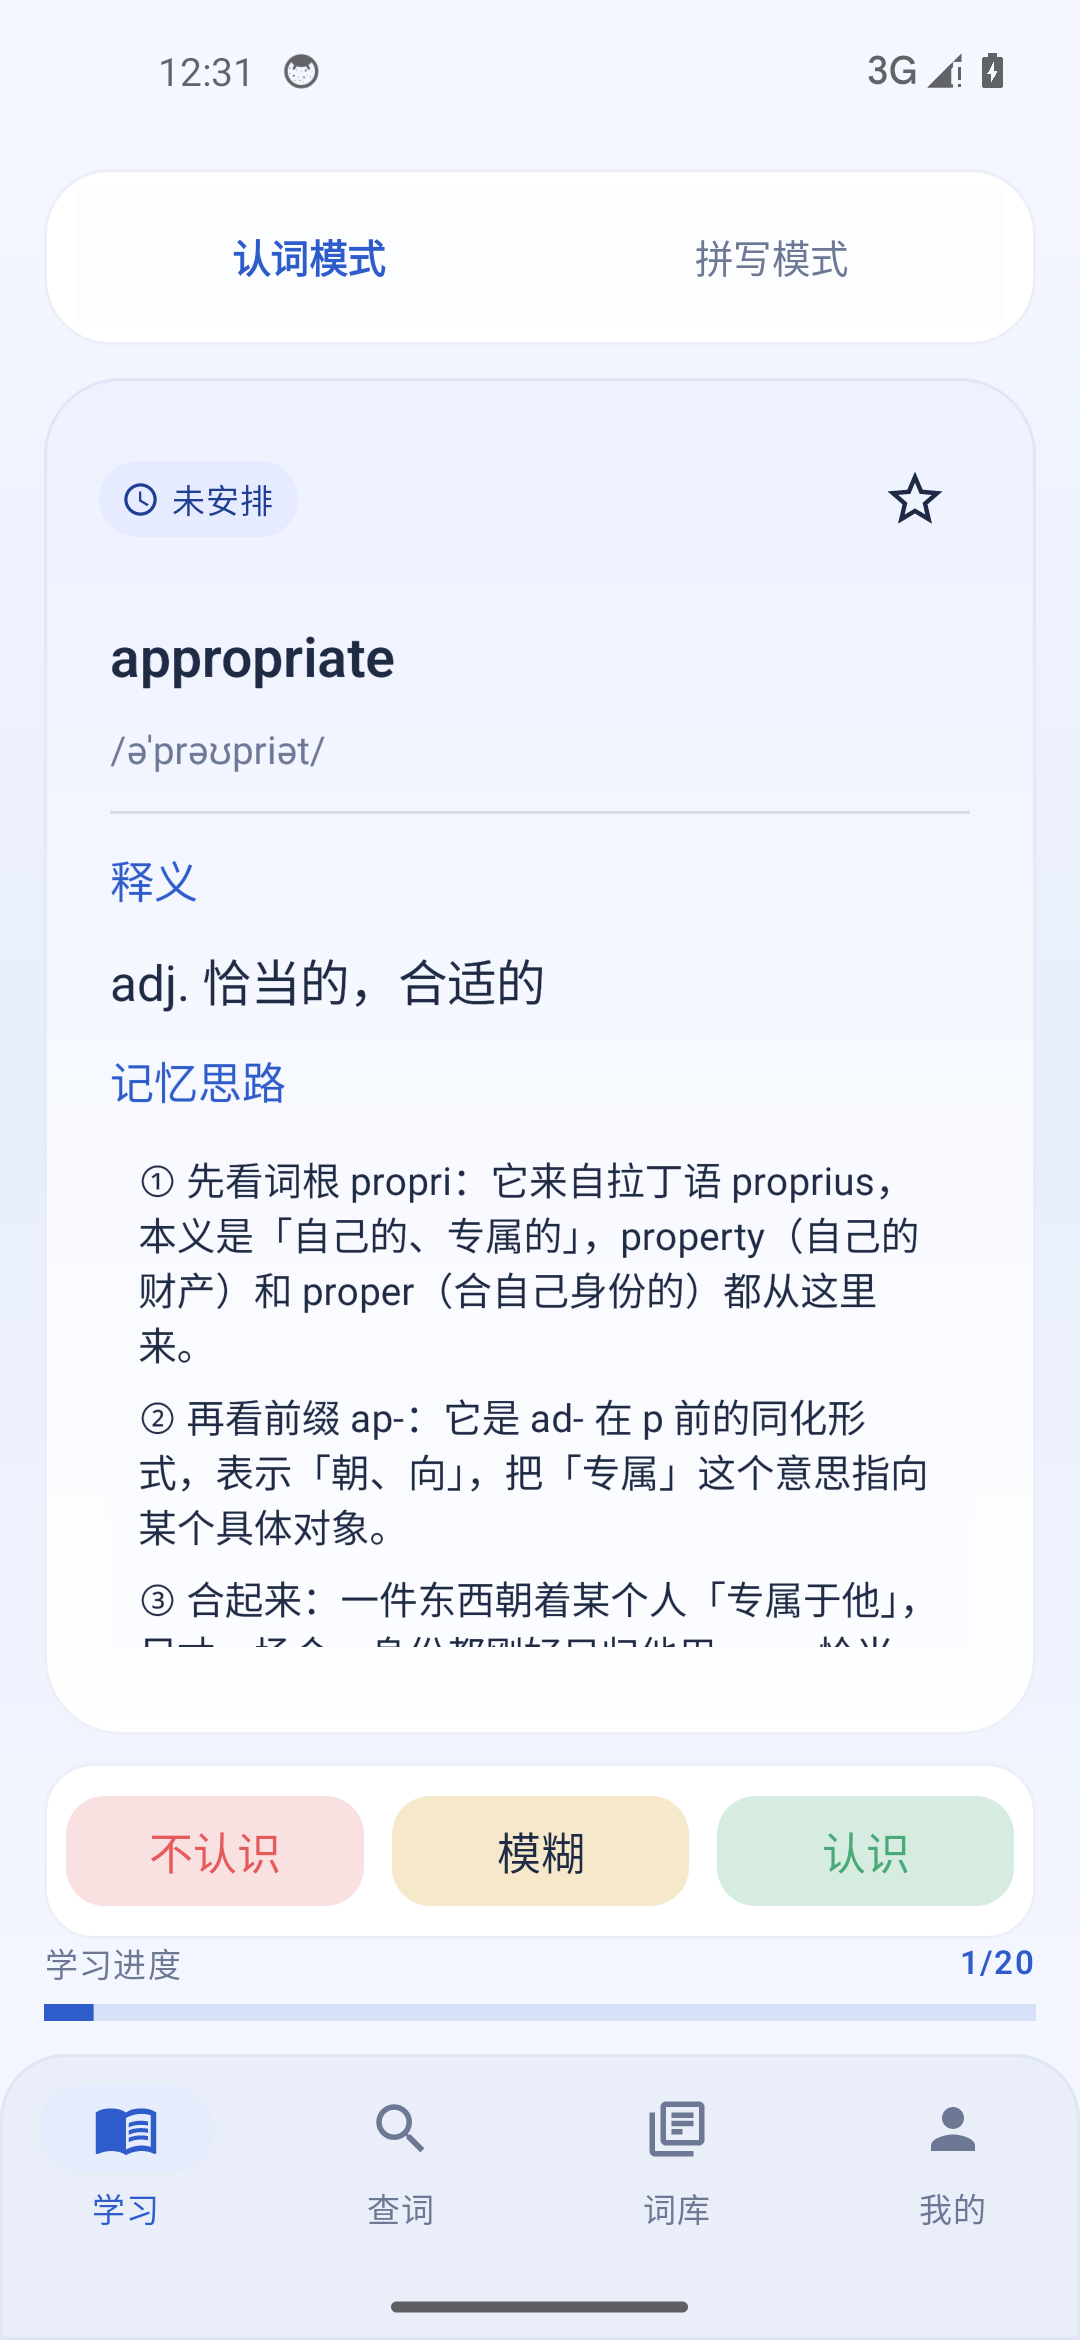 12:31
3G
认词模式
拼写模式
未安排
appropriate
/əˈprəʊpriət/
释义
adj. 恰当的，合适的
记忆思路
① 先看词根 propri：它来自拉丁语 proprius，
本义是「自己的、专属的」，property（自己的
财产）和 proper（合自己身份的）都从这里
来。
② 再看前缀 ap-：它是 ad- 在 p 前的同化形
式，表示「朝、向」，把「专属」这个意思指向
某个具体对象。
③ 合起来：一件东西朝着某个人「专属于他」，
不认识
模糊
认识
学习进度
1/20
学习
查词
词库
我的